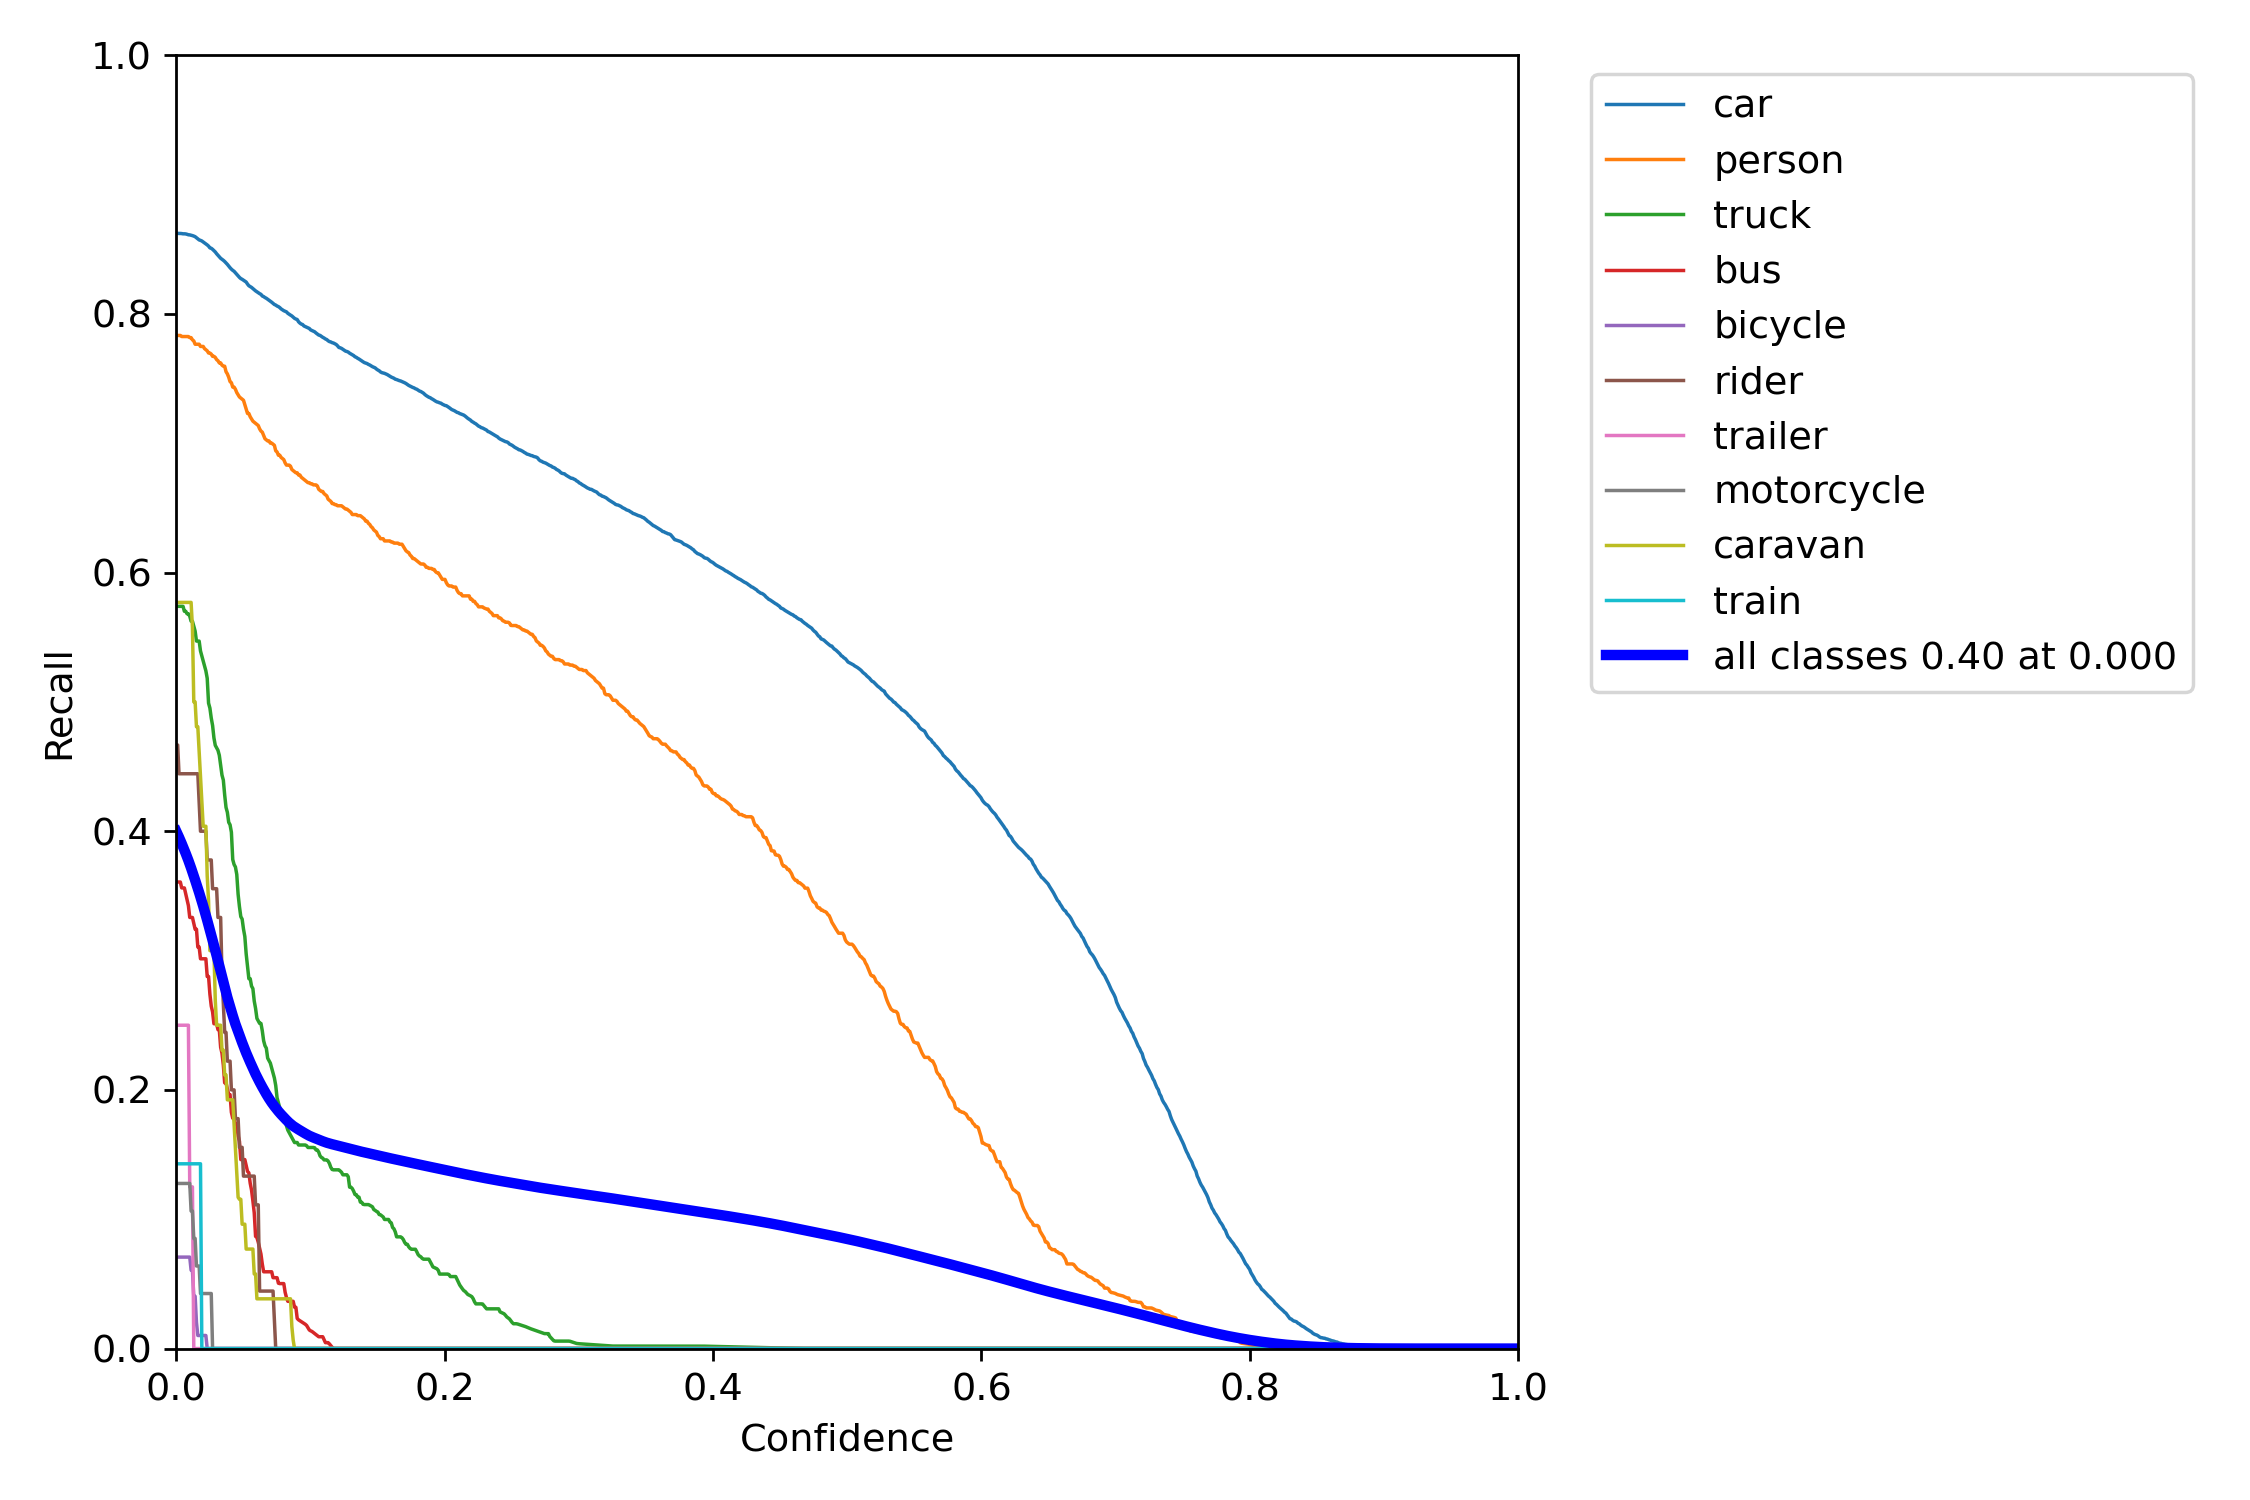 1.0
0.8
0.6
0.4
0.2
0.0
Recall
0.0 0.2 0.4 0.6 0.8 1.0
Confidence
car
person
truck
bus
bicycle
rider
trailer
motorcycle
caravan
train
all classes 0.40 at 0.000